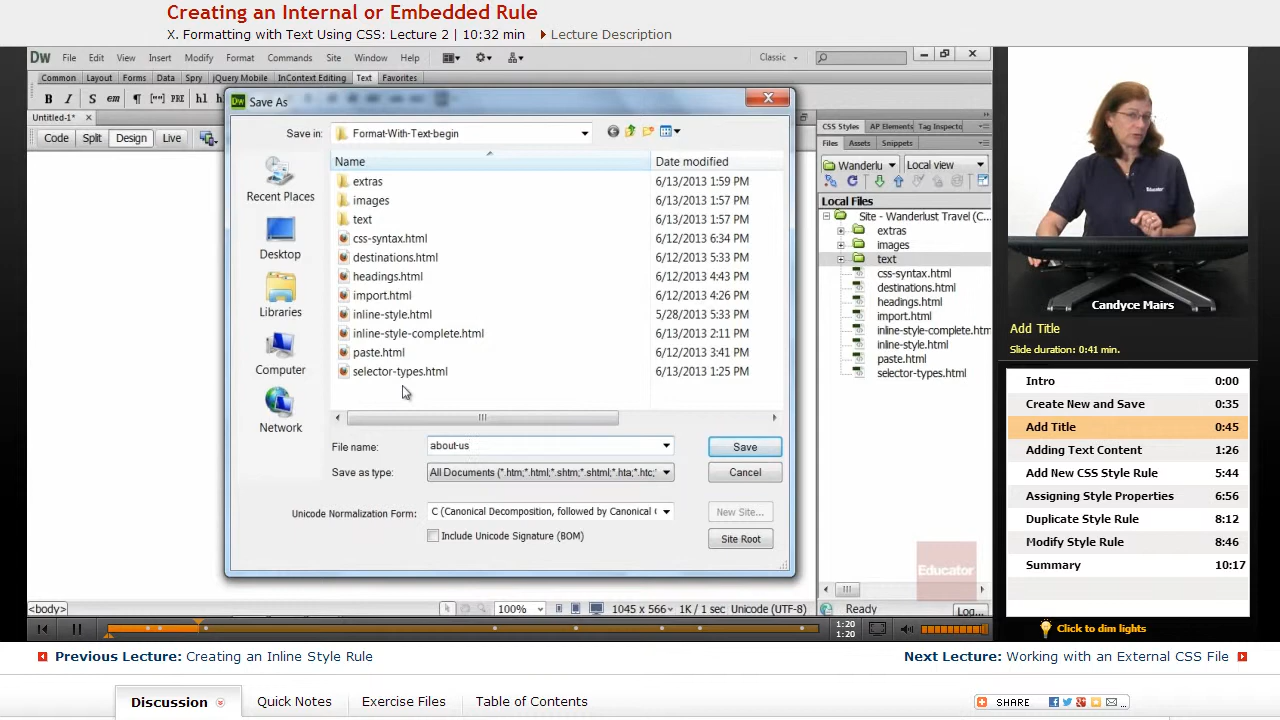 Creating an Internal or Embedded Rule
X. Formatting with Text Using CSS: Lecture 2 | 10:32 min
Lecture Description
DW File Edit View Insert Modify Format Commands Site Window Help Classic
Common Layout Forms Data Spry jQuery Mobile InContext Editing Text Favorites
B I S em ¶ [""] PRE h1 h
Untitled-1*
Code Split Design Live
Save As
Save in: Format-With-Text-begin
Name Date modified
extras 6/13/2013 1:59 PM
images 6/13/2013 1:57 PM
text 6/13/2013 1:57 PM
css-syntax.html 6/12/2013 6:34 PM
destinations.html 6/12/2013 5:33 PM
headings.html 6/12/2013 4:43 PM
import.html 6/12/2013 4:26 PM
inline-style.html 5/28/2013 5:33 PM
inline-style-complete.html 6/13/2013 2:11 PM
paste.html 6/12/2013 3:41 PM
selector-types.html 6/13/2013 1:25 PM
Recent Places
Desktop
Libraries
Computer
Network
File name: about-us Save
Save as type: All Documents (*.htm;*.html;*.shtm;*.shtml;*.hta;*.htc;* Cancel
Unicode Normalization Form: C (Canonical Decomposition, followed by Canonical New Site...
Include Unicode Signature (BOM) Site Root
CSS Styles AP Elements Tag Inspecto
Files Assets Snippets
Wanderlu Local view
Local Files
Site - Wanderlust Travel (C...
extras
images
text
css-syntax.html
destinations.html
headings.html
import.html
inline-style-complete.htm
inline-style.html
paste.html
selector-types.html
Educator
Ready Log...
<body> 100% 1045 x 566 1K / 1 sec Unicode (UTF-8)
1:20
1:20
Educator
Candyce Mairs
Add Title
Slide duration: 0:41 min.
Intro 0:00
Create New and Save 0:35
Add Title 0:45
Adding Text Content 1:26
Add New CSS Style Rule 5:44
Assigning Style Properties 6:56
Duplicate Style Rule 8:12
Modify Style Rule 8:46
Summary 10:17
Click to dim lights
Previous Lecture: Creating an Inline Style Rule
Next Lecture: Working with an External CSS File
Discussion Quick Notes Exercise Files Table of Contents
SHARE